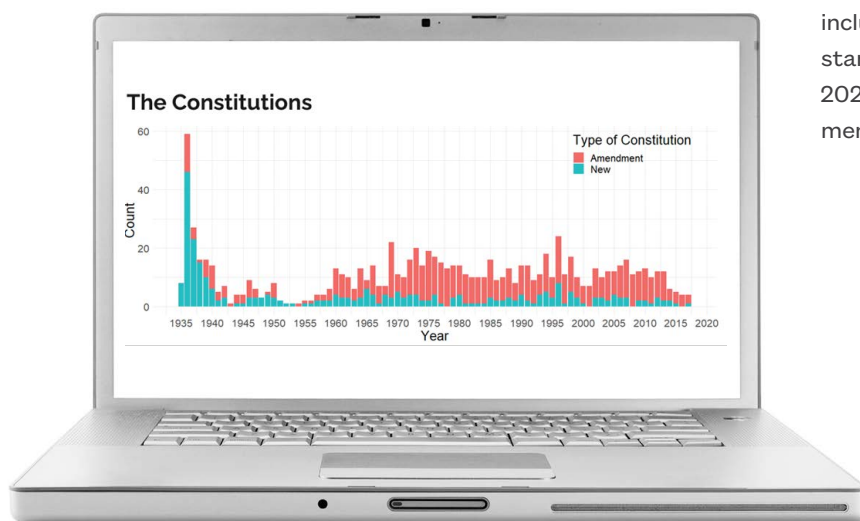 The Constitutions
60
40
20
0
Count
Type of Constitution
Amendment
New
1935 1940 1945 1950 1955 1960 1965 1970 1975 1980 1985 1990 1995 2000 2005 2010 2015 2020
Year